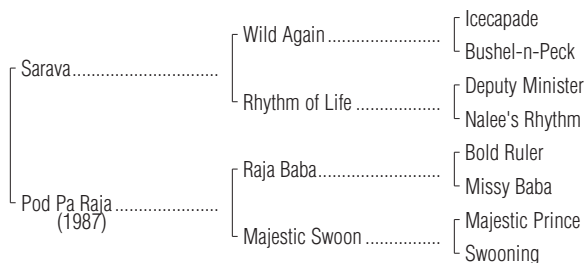 Icecapade
Wild Again
Bushel-n-Peck
Sarava
Deputy Minister
Rhythm of Life
Nalee's Rhythm
Bold Ruler
Raja Baba
Missy Baba
Pod Pa Raja
(1987)
Majestic Prince
Majestic Swoon
Swooning